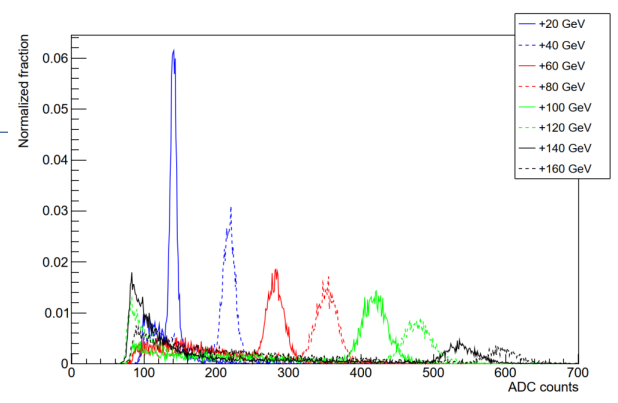 +20 GeV
+40 GeV
+60 GeV
+80 GeV
+100 GeV
+120 GeV
+140 GeV
+160 GeV
Normalized fraction
0.06
0.05
0.04
0.03
0.02
0.01
0
0 100 200 300 400 500 600 700
ADC counts